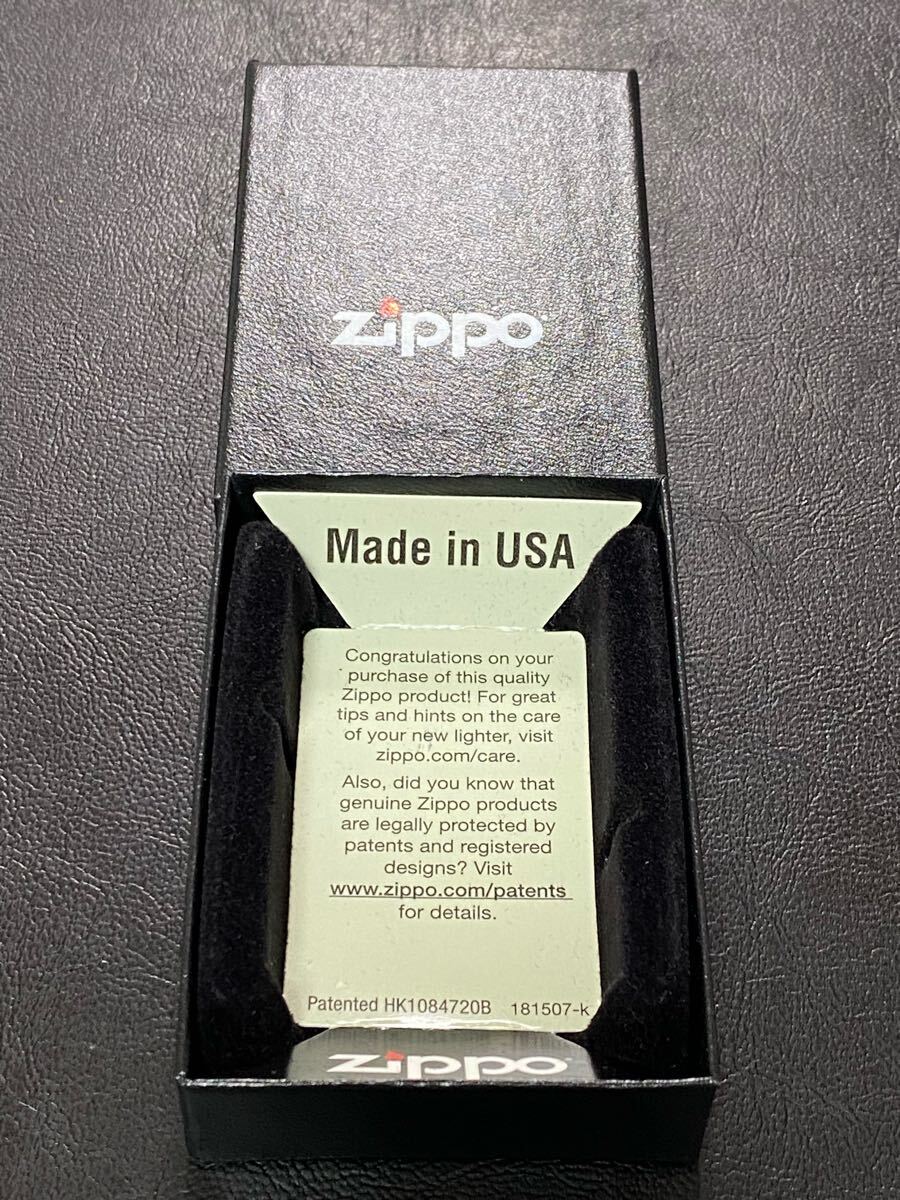 zippo
Made in USA
Congratulations on your
purchase of this quality
Zippo product! For great
tips and hints on the care
of your new lighter, visit
zippo.com/care.
Also, did you know that
genuine Zippo products
are legally protected by
patents and registered
designs? Visit
www.zippo.com/patents
for details.
Patented HK1084720B 181507-k
zippo